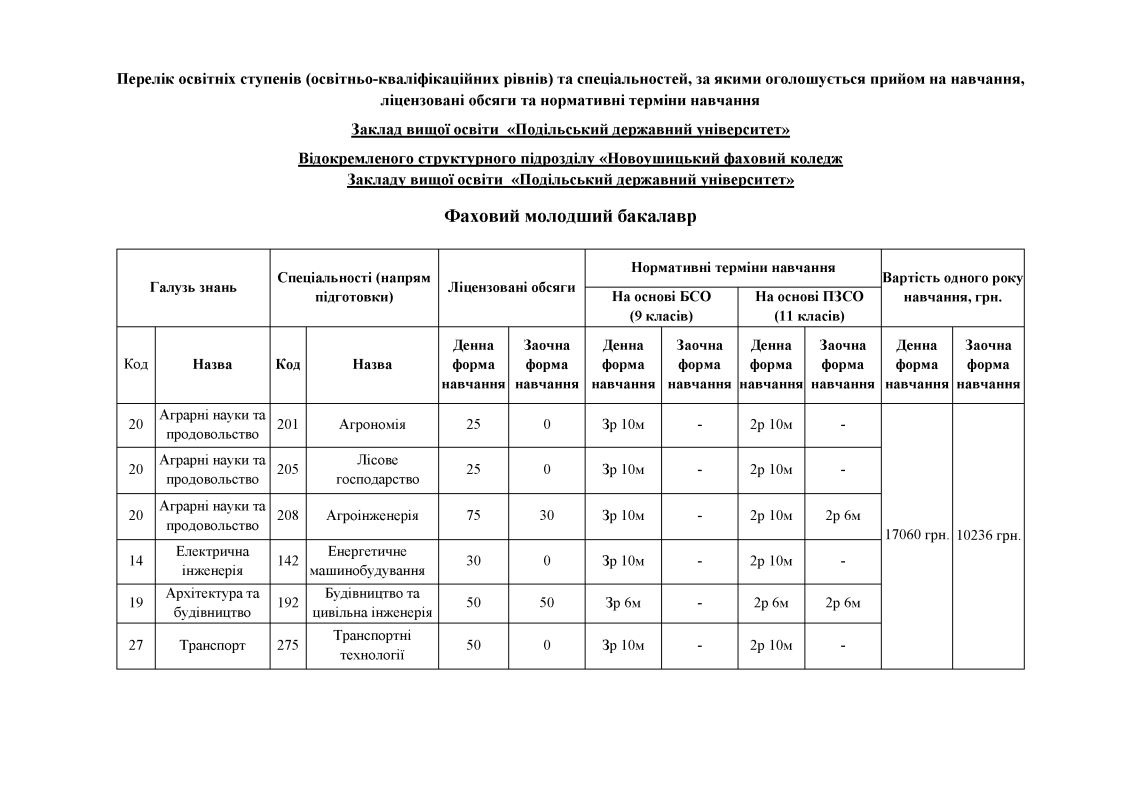 Перелік освітніх ступенів (освітньо-кваліфікаційних рівнів) та спеціальностей, за якими оголошується прийом на навчання,
ліцензовані обсяги та нормативні терміни навчання
Заклад вищої освіти «Подільський державний університет»
Відокремленого структурного підрозділу «Новоушицький фаховий коледж
Закладу вищої освіти «Подільський державний університет»
Фаховий молодший бакалавр
Галузь знань
Спеціальності (напрям
підготовки)
Ліцензовані обсяги
Нормативні терміни навчання
Вартість одного року
навчання, грн.
На основі БСО
(9 класів)
На основі ПЗСО
(11 класів)
Код
Назва
Код
Назва
Денна
форма
навчання
Заочна
форма
навчання
Денна
форма
навчання
Заочна
форма
навчання
Денна
форма
навчання
Заочна
форма
навчання
Денна
форма
навчання
Заочна
форма
навчання
20
Аграрні науки та
продовольство
201
Агрономія
25
0
3р 10м
-
2р 10м
-
20
Аграрні науки та
продовольство
205
Лісове
господарство
25
0
3р 10м
-
2р 10м
-
20
Аграрні науки та
продовольство
208
Агроінженерія
75
30
3р 10м
-
2р 10м
2р 6м
17060 грн.
10236 грн.
14
Електрична
інженерія
142
Енергетичне
машинобудування
30
0
3р 10м
-
2р 10м
-
19
Архітектура та
будівництво
192
Будівництво та
цивільна інженерія
50
50
3р 6м
-
2р 6м
2р 6м
27
Транспорт
275
Транспортні
технології
50
0
3р 10м
-
2р 10м
-